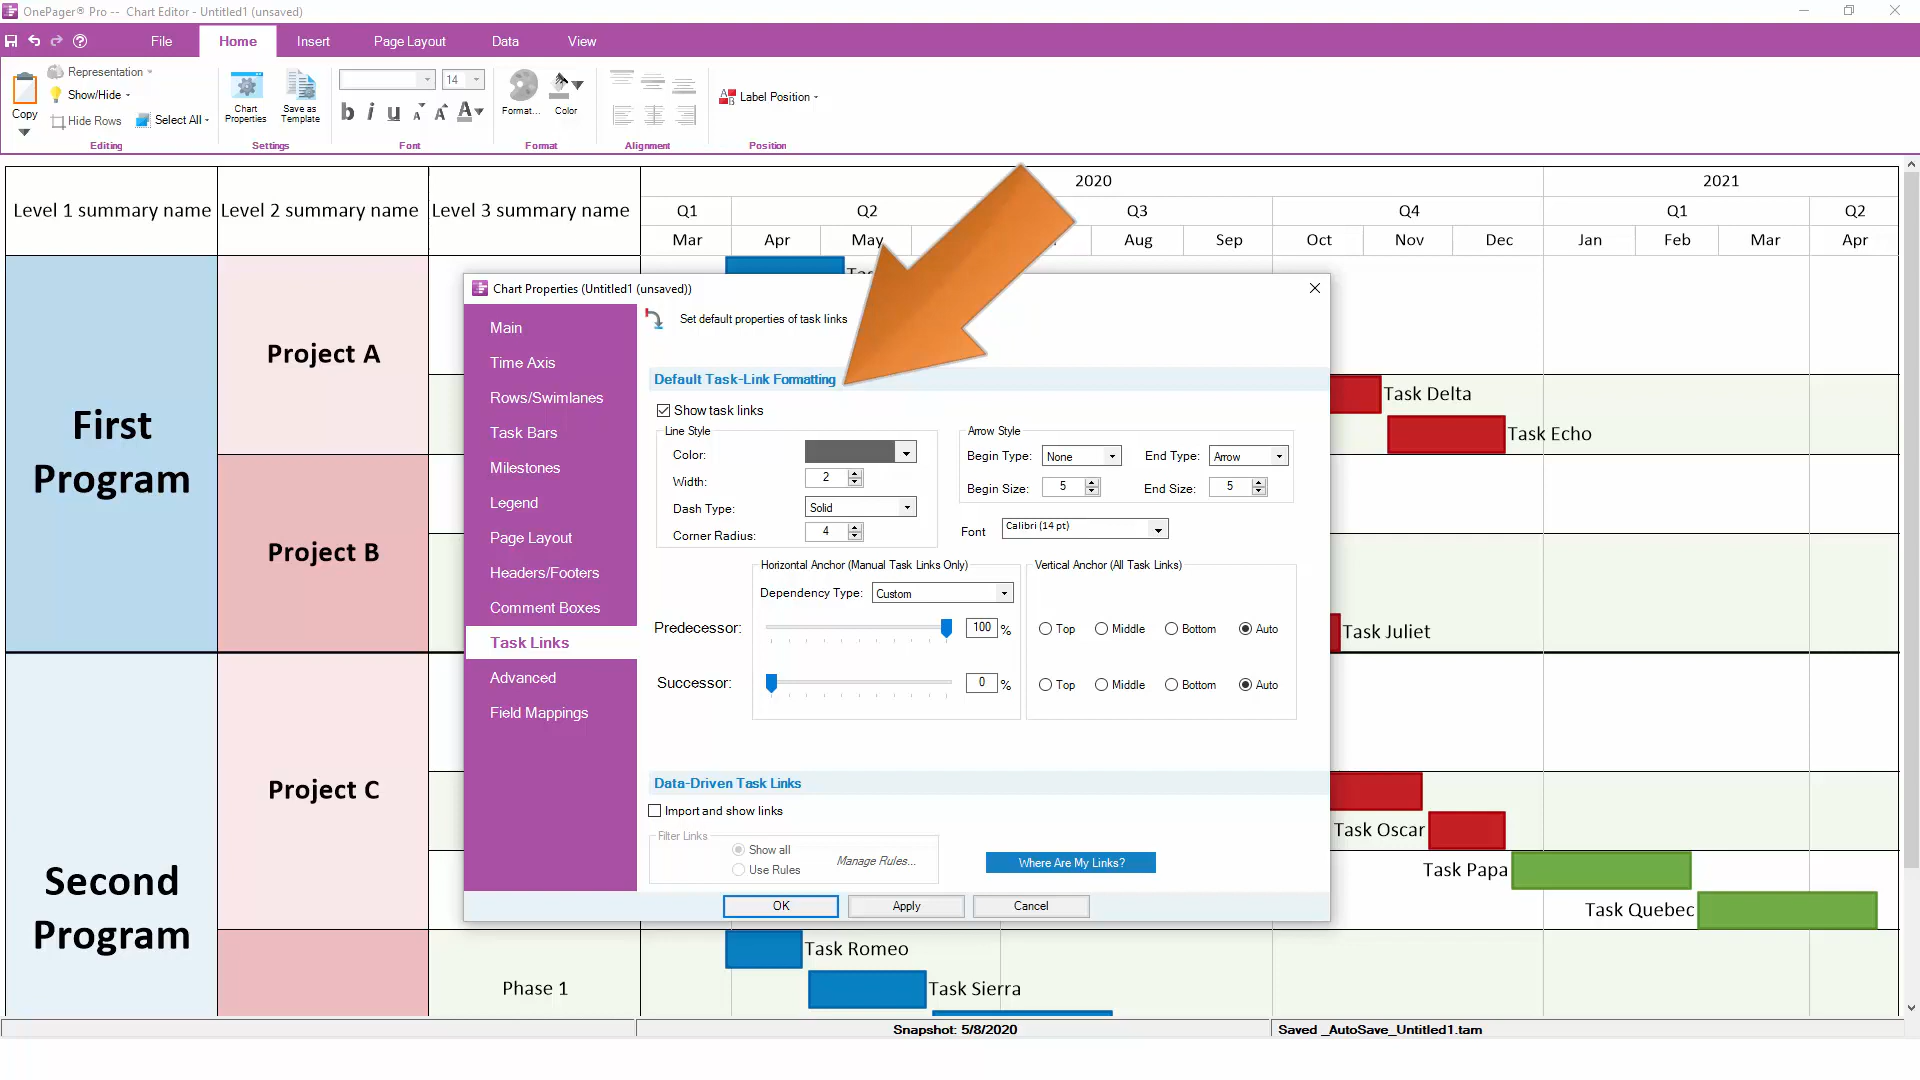 OnePager® Pro -- Chart Editor - Untitled1 (unsaved)
File
Home
Insert
Page Layout
Data
View
Copy
Representation
Show/Hide
Hide Rows
Select All
Editing
Chart
Properties
Save as
Template
Settings
14
b i u A A A
Font
Format...
Color
Format
Alignment
Label Position
Position
Level 1 summary name
Level 2 summary name
Level 3 summary name
2020
2021
Q1
Q2
Q3
Q4
Q1
Q2
Mar
Apr
May
Aug
Sep
Oct
Nov
Dec
Jan
Feb
Mar
Apr
First
Program
Project A
Project B
Second
Program
Project C
Phase 1
Task Delta
Task Echo
Task Juliet
Task Oscar
Task Papa
Task Quebec
Task Romeo
Task Sierra
Chart Properties (Untitled1 (unsaved))
Main
Time Axis
Rows/Swimlanes
Task Bars
Milestones
Legend
Page Layout
Headers/Footers
Comment Boxes
Task Links
Advanced
Field Mappings
Set default properties of task links
Default Task-Link Formatting
Show task links
Line Style
Color:
Width: 2
Dash Type: Solid
Corner Radius: 4
Arrow Style
Begin Type: None
End Type: Arrow
Begin Size: 5
End Size: 5
Font Calibri (14 pt)
Horizontal Anchor (Manual Task Links Only)
Dependency Type: Custom
Vertical Anchor (All Task Links)
Predecessor: 100 %
Top Middle Bottom Auto
Successor: 0 %
Top Middle Bottom Auto
Data-Driven Task Links
Import and show links
Filter Links
Show all
Use Rules
Manage Rules...
Where Are My Links?
OK
Apply
Cancel
Snapshot: 5/8/2020
Saved _AutoSave_Untitled1.tam